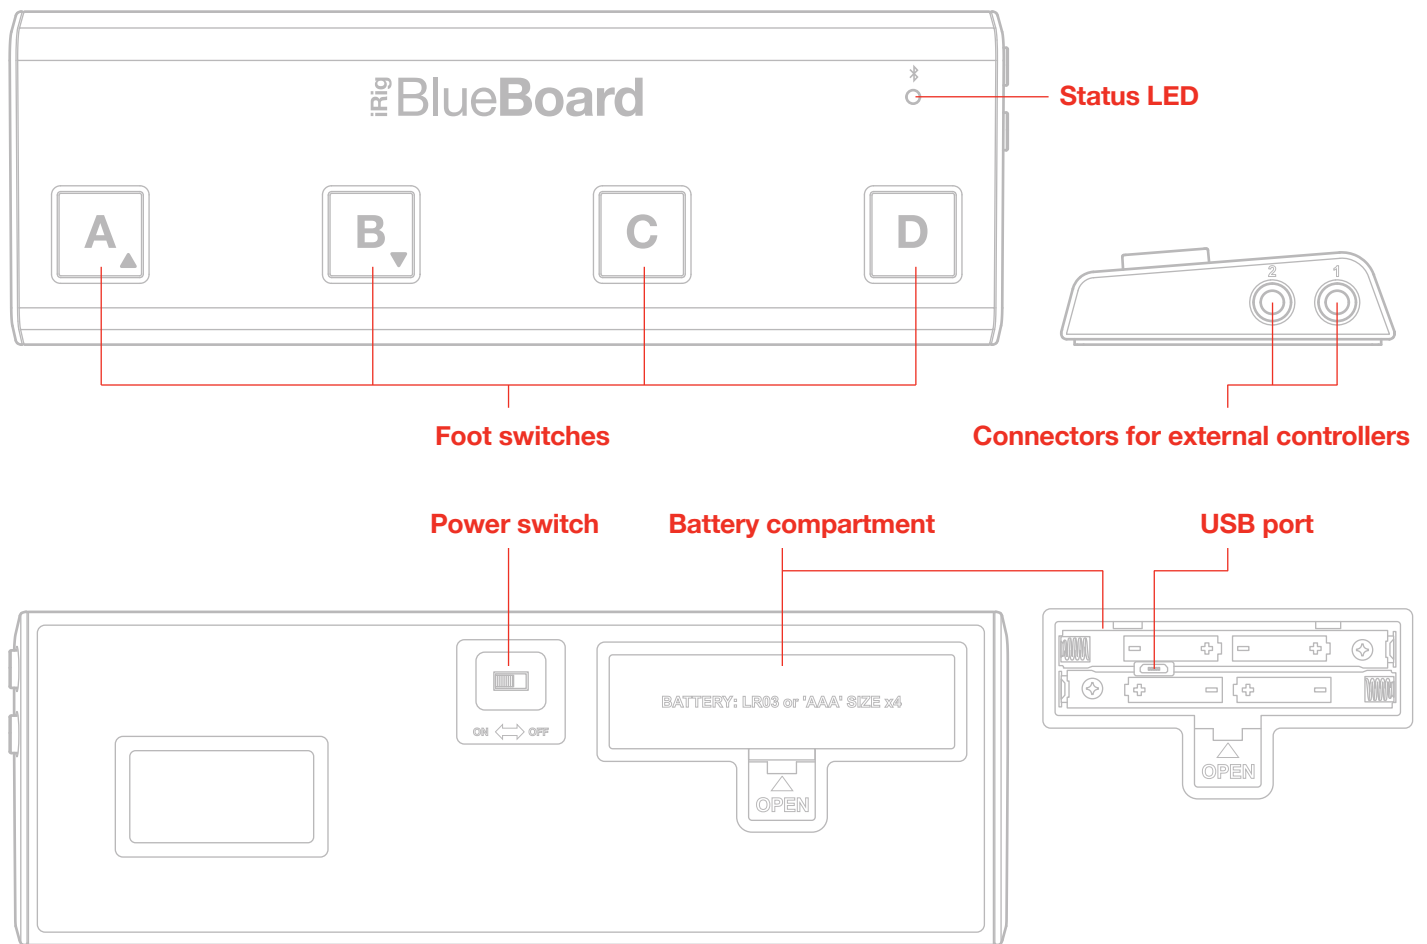 iRig BlueBoard
Status LED
A B C D
2 1
Foot switches
Connectors for external controllers
Power switch
Battery compartment
USB port
BATTERY: LR03 or 'AAA' SIZE x4
ON OFF
OPEN
- + - +
+ - + -
OPEN